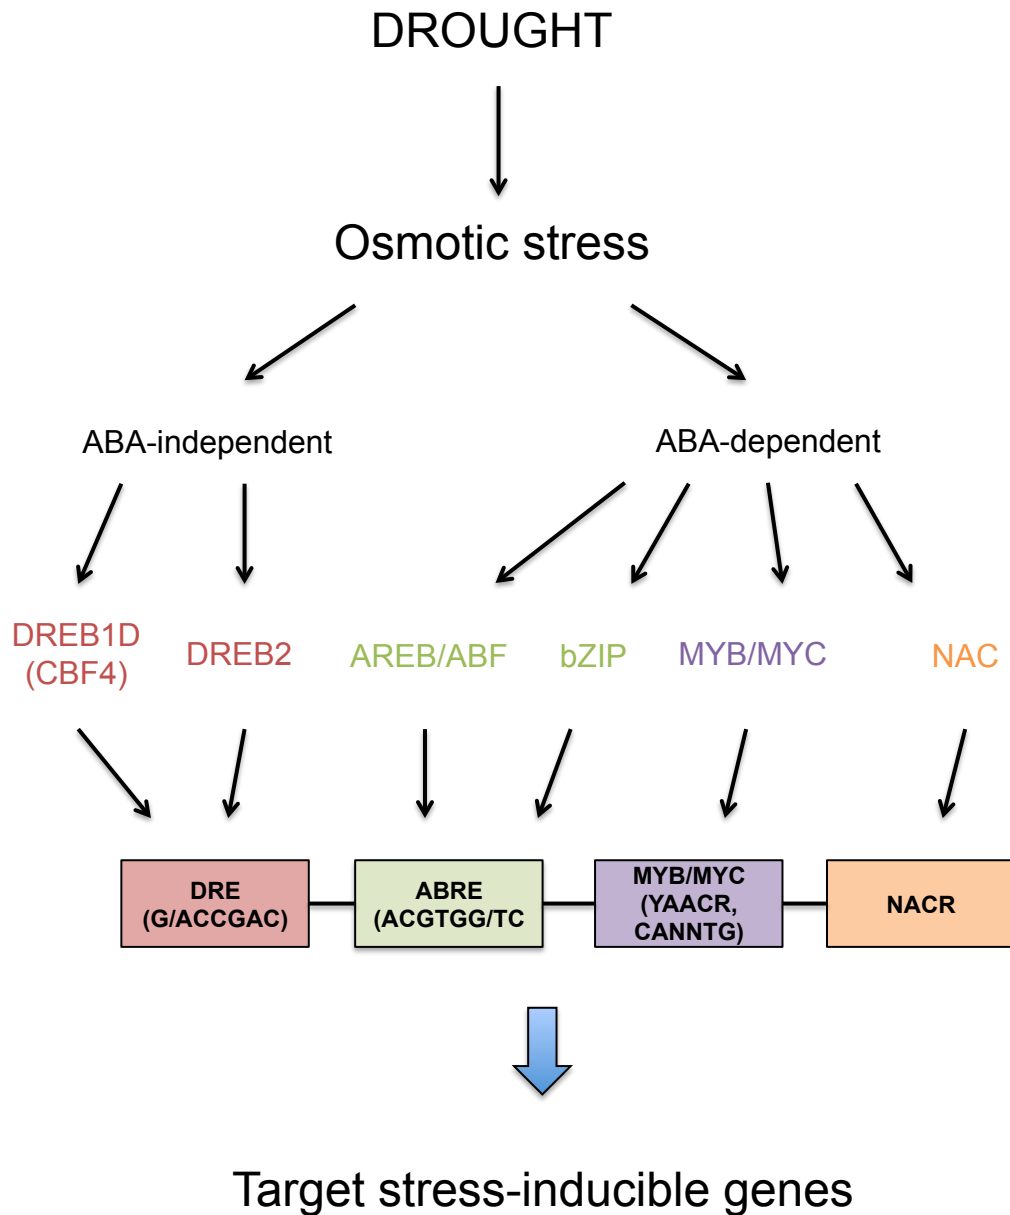 DROUGHT
Osmotic stress
ABA-independent
ABA-dependent
DREB1D
(CBF4)
DREB2
AREB/ABF
bZIP
MYB/MYC
NAC
DRE
(G/ACCGAC)
ABRE
(ACGTGG/TC
MYB/MYC
(YAACR,
CANNTG)
NACR
Target stress-inducible genes